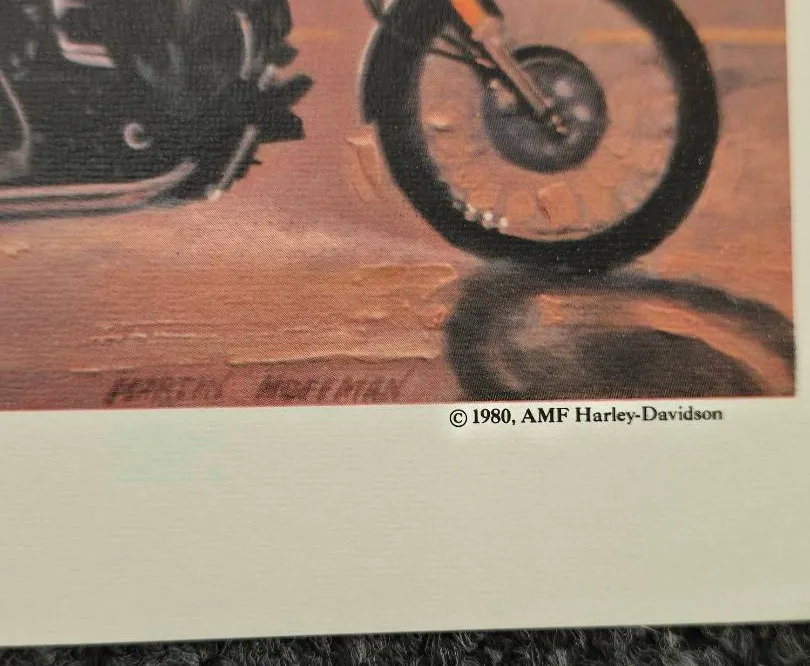 MARTIN HOFFMAN
© 1980, AMF Harley-Davidson